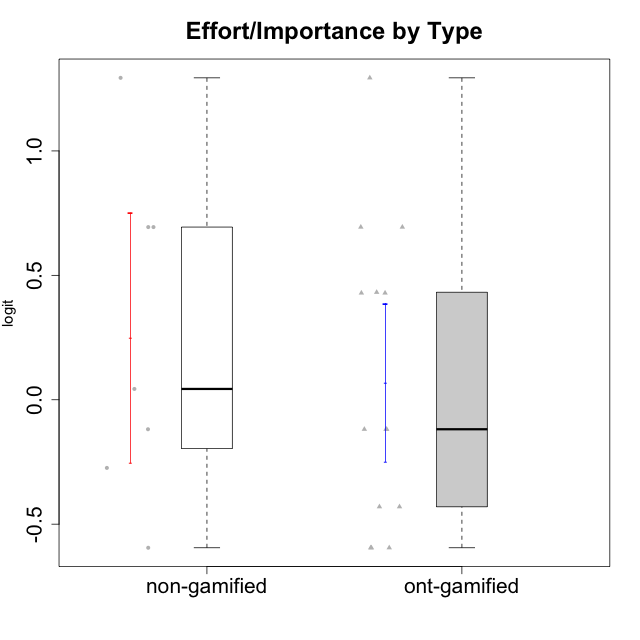 Effort/Importance by Type
logit
1.0
0.5
0.0
-0.5
non-gamified
ont-gamified